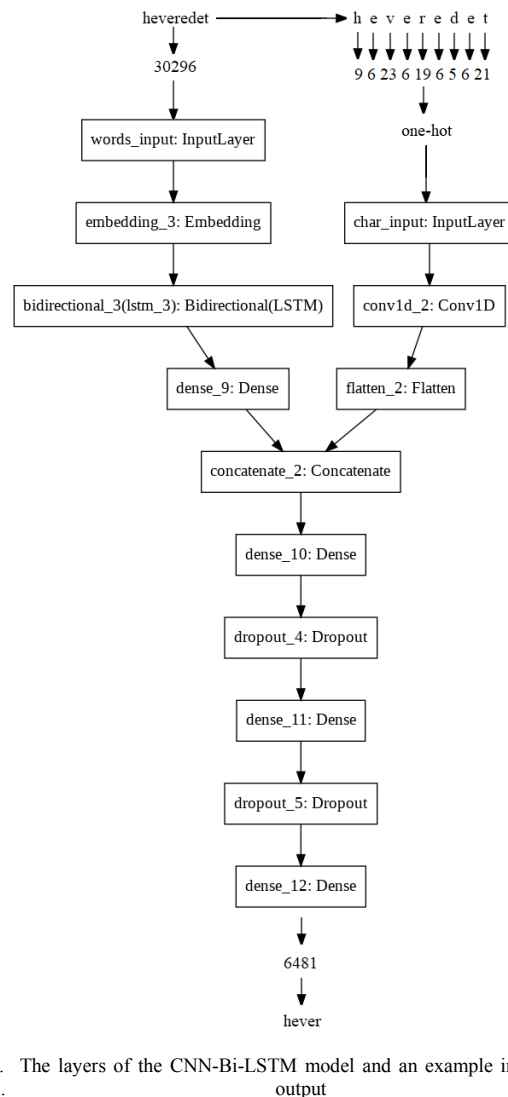 heveredet
h e v e r e d e t
30296
9 6 23 6 19 6 5 6 21
one-hot
words_input: InputLayer
embedding_3: Embedding
char_input: InputLayer
bidirectional_3(lstm_3): Bidirectional(LSTM)
conv1d_2: Conv1D
dense_9: Dense
flatten_2: Flatten
concatenate_2: Concatenate
dense_10: Dense
dropout_4: Dropout
dense_11: Dense
dropout_5: Dropout
dense_12: Dense
6481
hever
. The layers of the CNN-Bi-LSTM model and an example in
. output